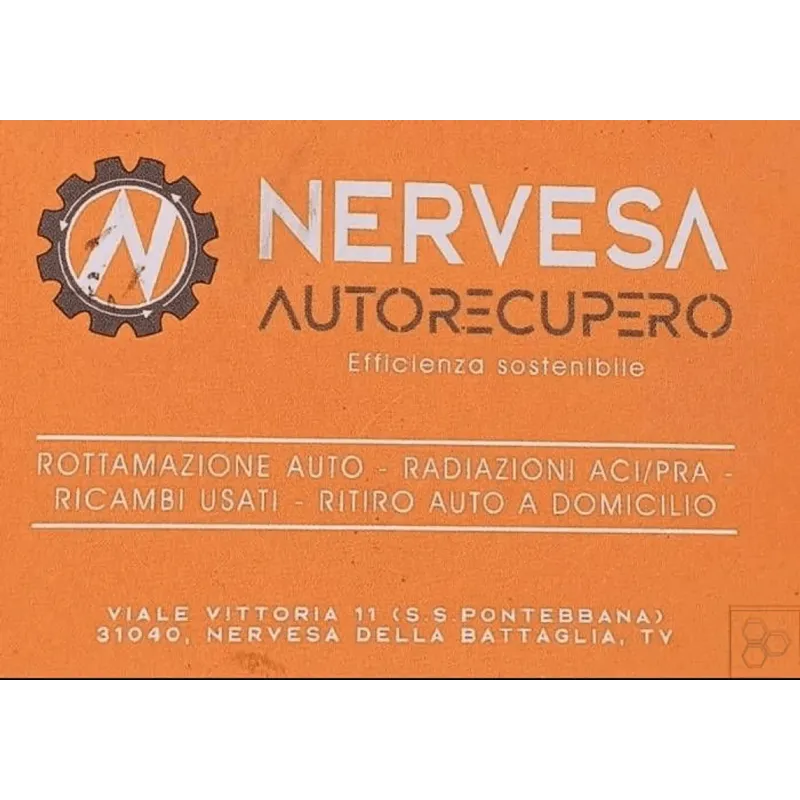 N
NERVESA
AUTORECUPERO
Efficienza sostenibile
ROTTAMAZIONE AUTO - RADIAZIONI ACI/PRA -
RICAMBI USATI - RITIRO AUTO A DOMICILIO
VIALE VITTORIA 11 (S.S.PONTEBBANA)
31040, NERVESA DELLA BATTAGLIA, TV